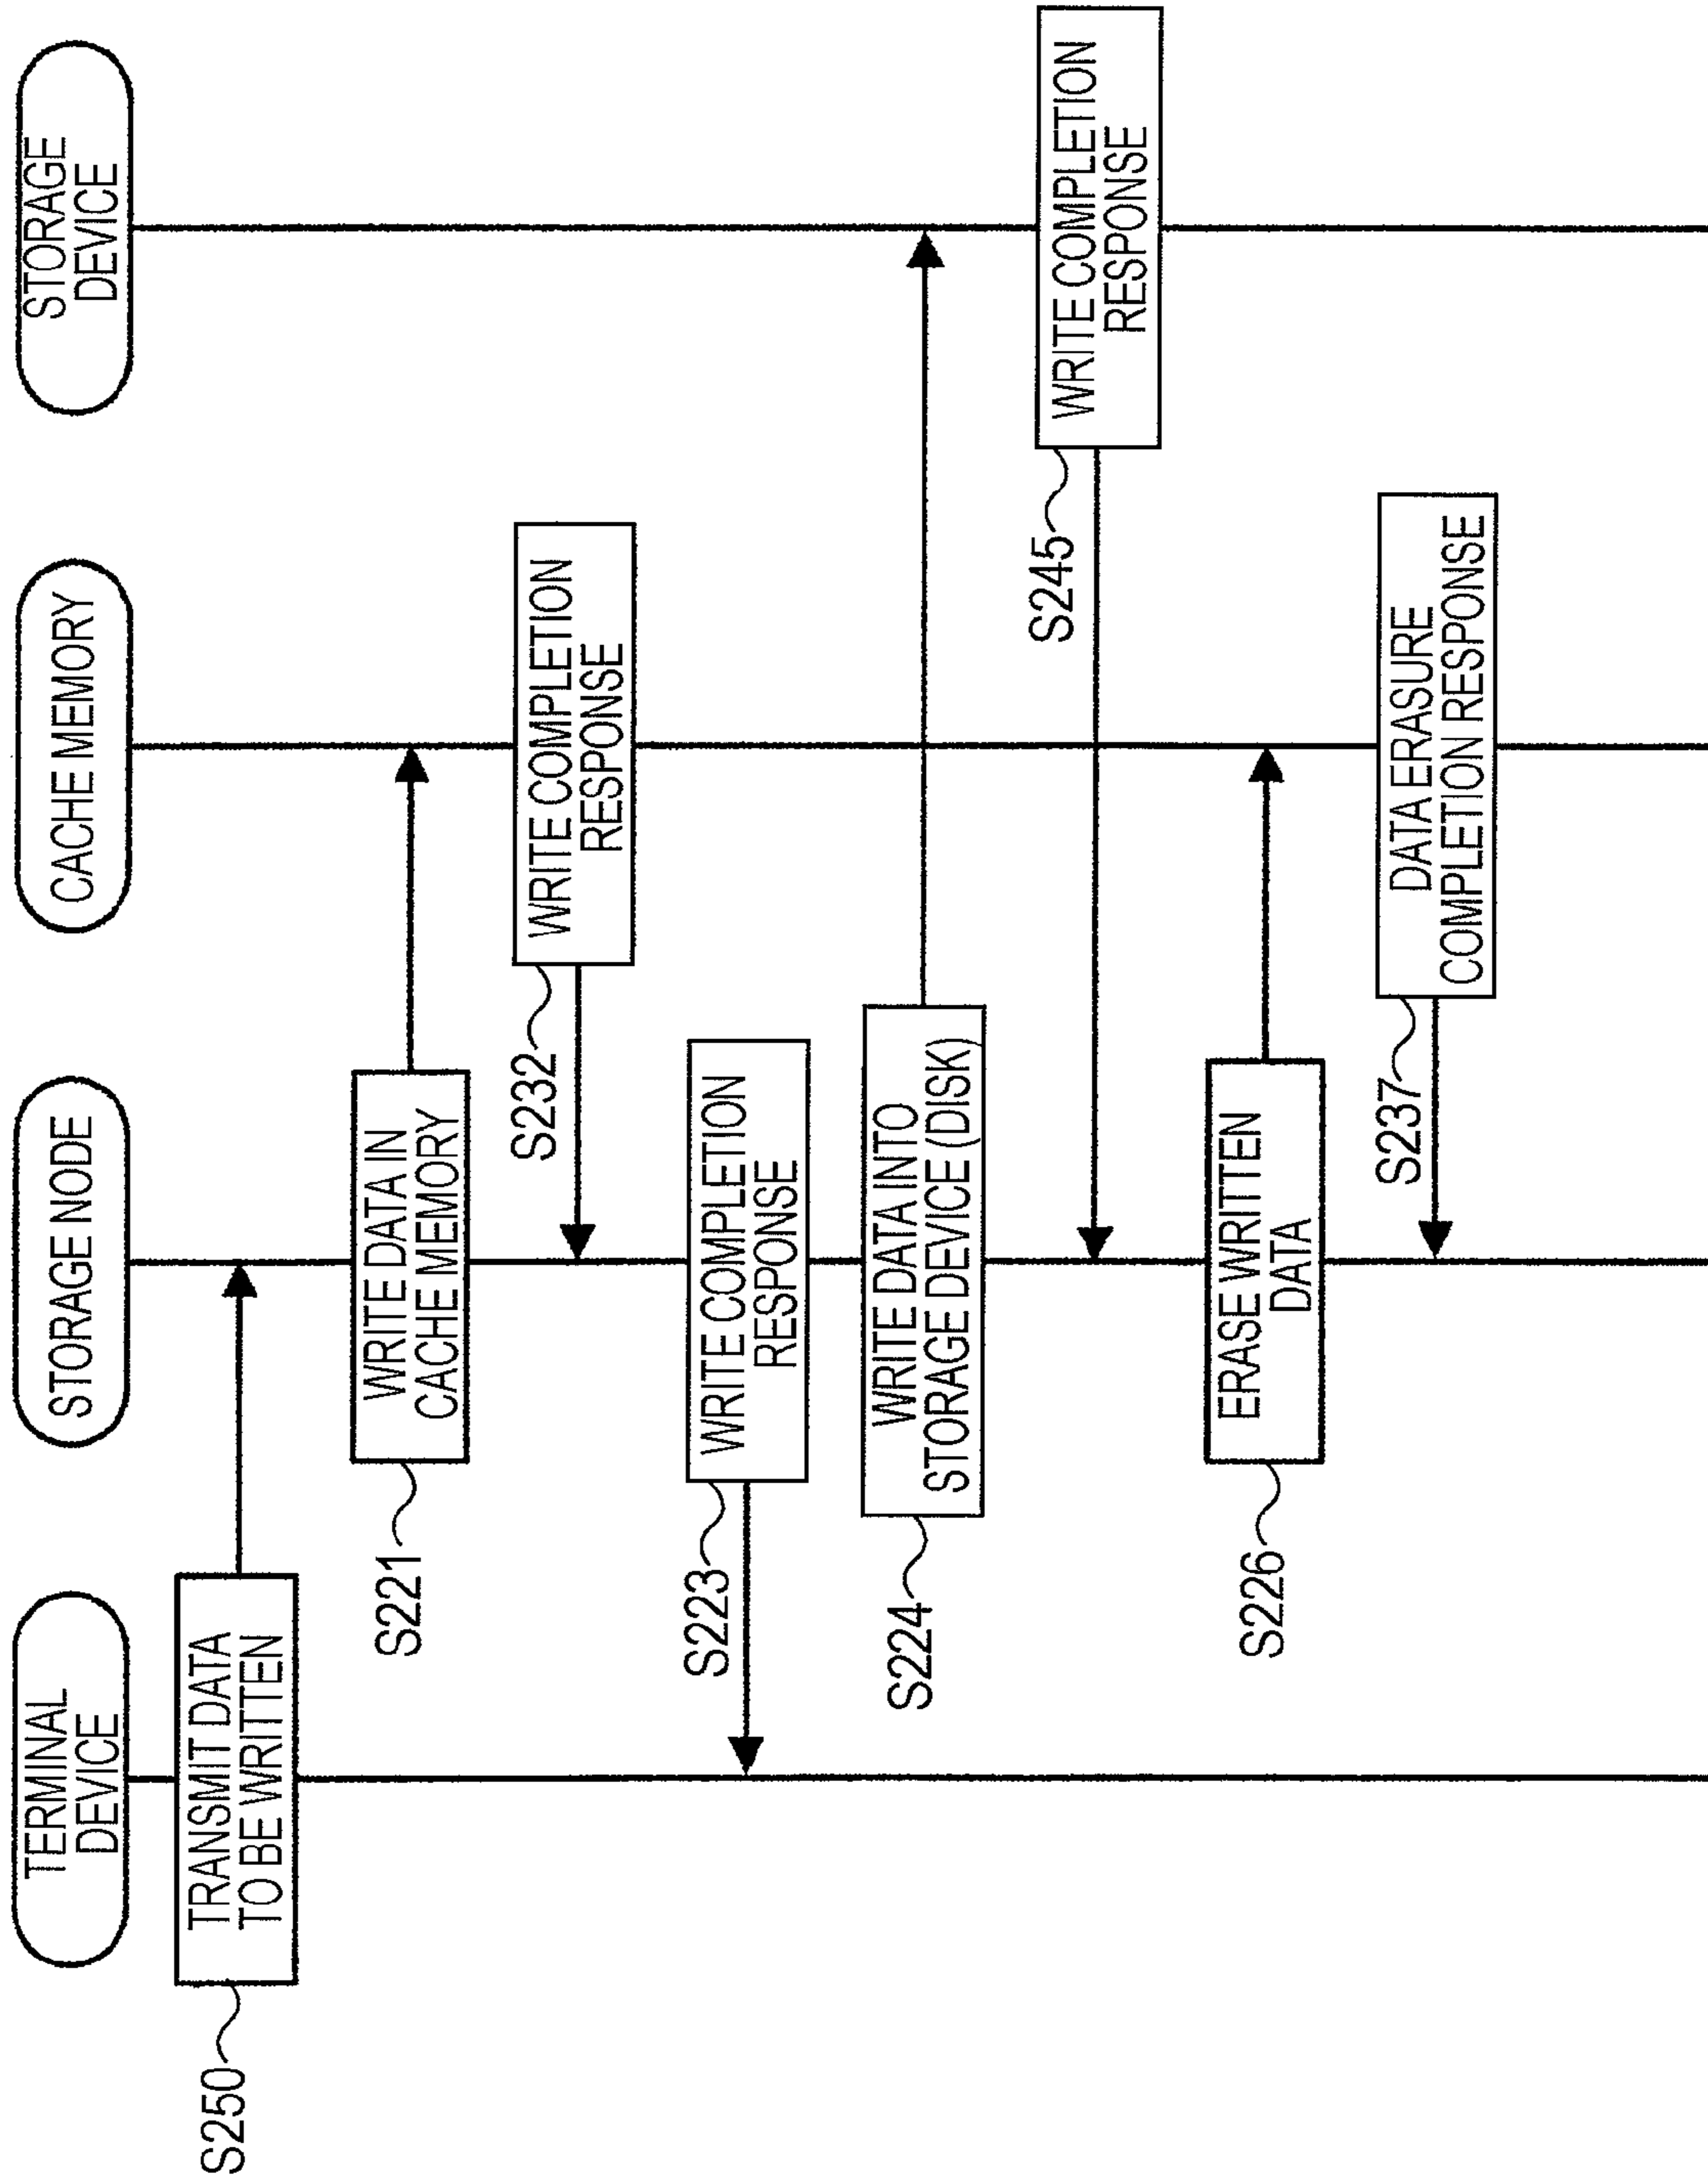 TERMINAL
DEVICE
STORAGE NODE
CACHE MEMORY
STORAGE
DEVICE
S250
TRANSMIT DATA
TO BE WRITTEN
S221
WRITE DATA IN
CACHE MEMORY
S232
WRITE COMPLETION
RESPONSE
S223
WRITE COMPLETION
RESPONSE
S224
WRITE DATA INTO
STORAGE DEVICE (DISK)
S245
WRITE COMPLETION
RESPONSE
S226
ERASE WRITTEN
DATA
S237
DATA ERASURE
COMPLETION RESPONSE